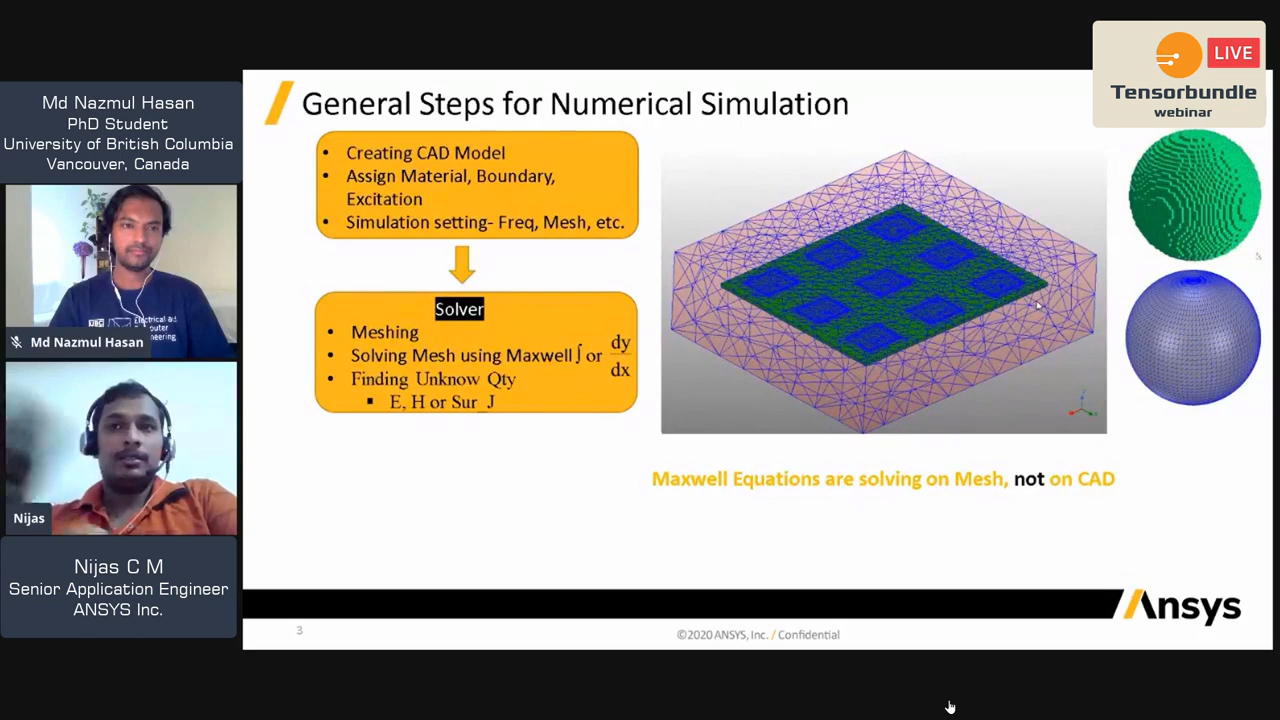 Md Nazmul Hasan
PhD Student
University of British Columbia
Vancouver, Canada
Md Nazmul Hasan
Nijas
Nijas C M
Senior Application Engineer
ANSYS Inc.
General Steps for Numerical Simulation
• Creating CAD Model
• Assign Material, Boundary,
Excitation
• Simulation setting- Freq, Mesh, etc.
Solver
• Meshing
• Solving Mesh using Maxwell ∫ or dy/dx
• Finding Unknow Qty
▪ E, H or Sur J
Maxwell Equations are solving on Mesh, not on CAD
LIVE
Tensorbundle
webinar
3
©2020 ANSYS, Inc. / Confidential
Ansys